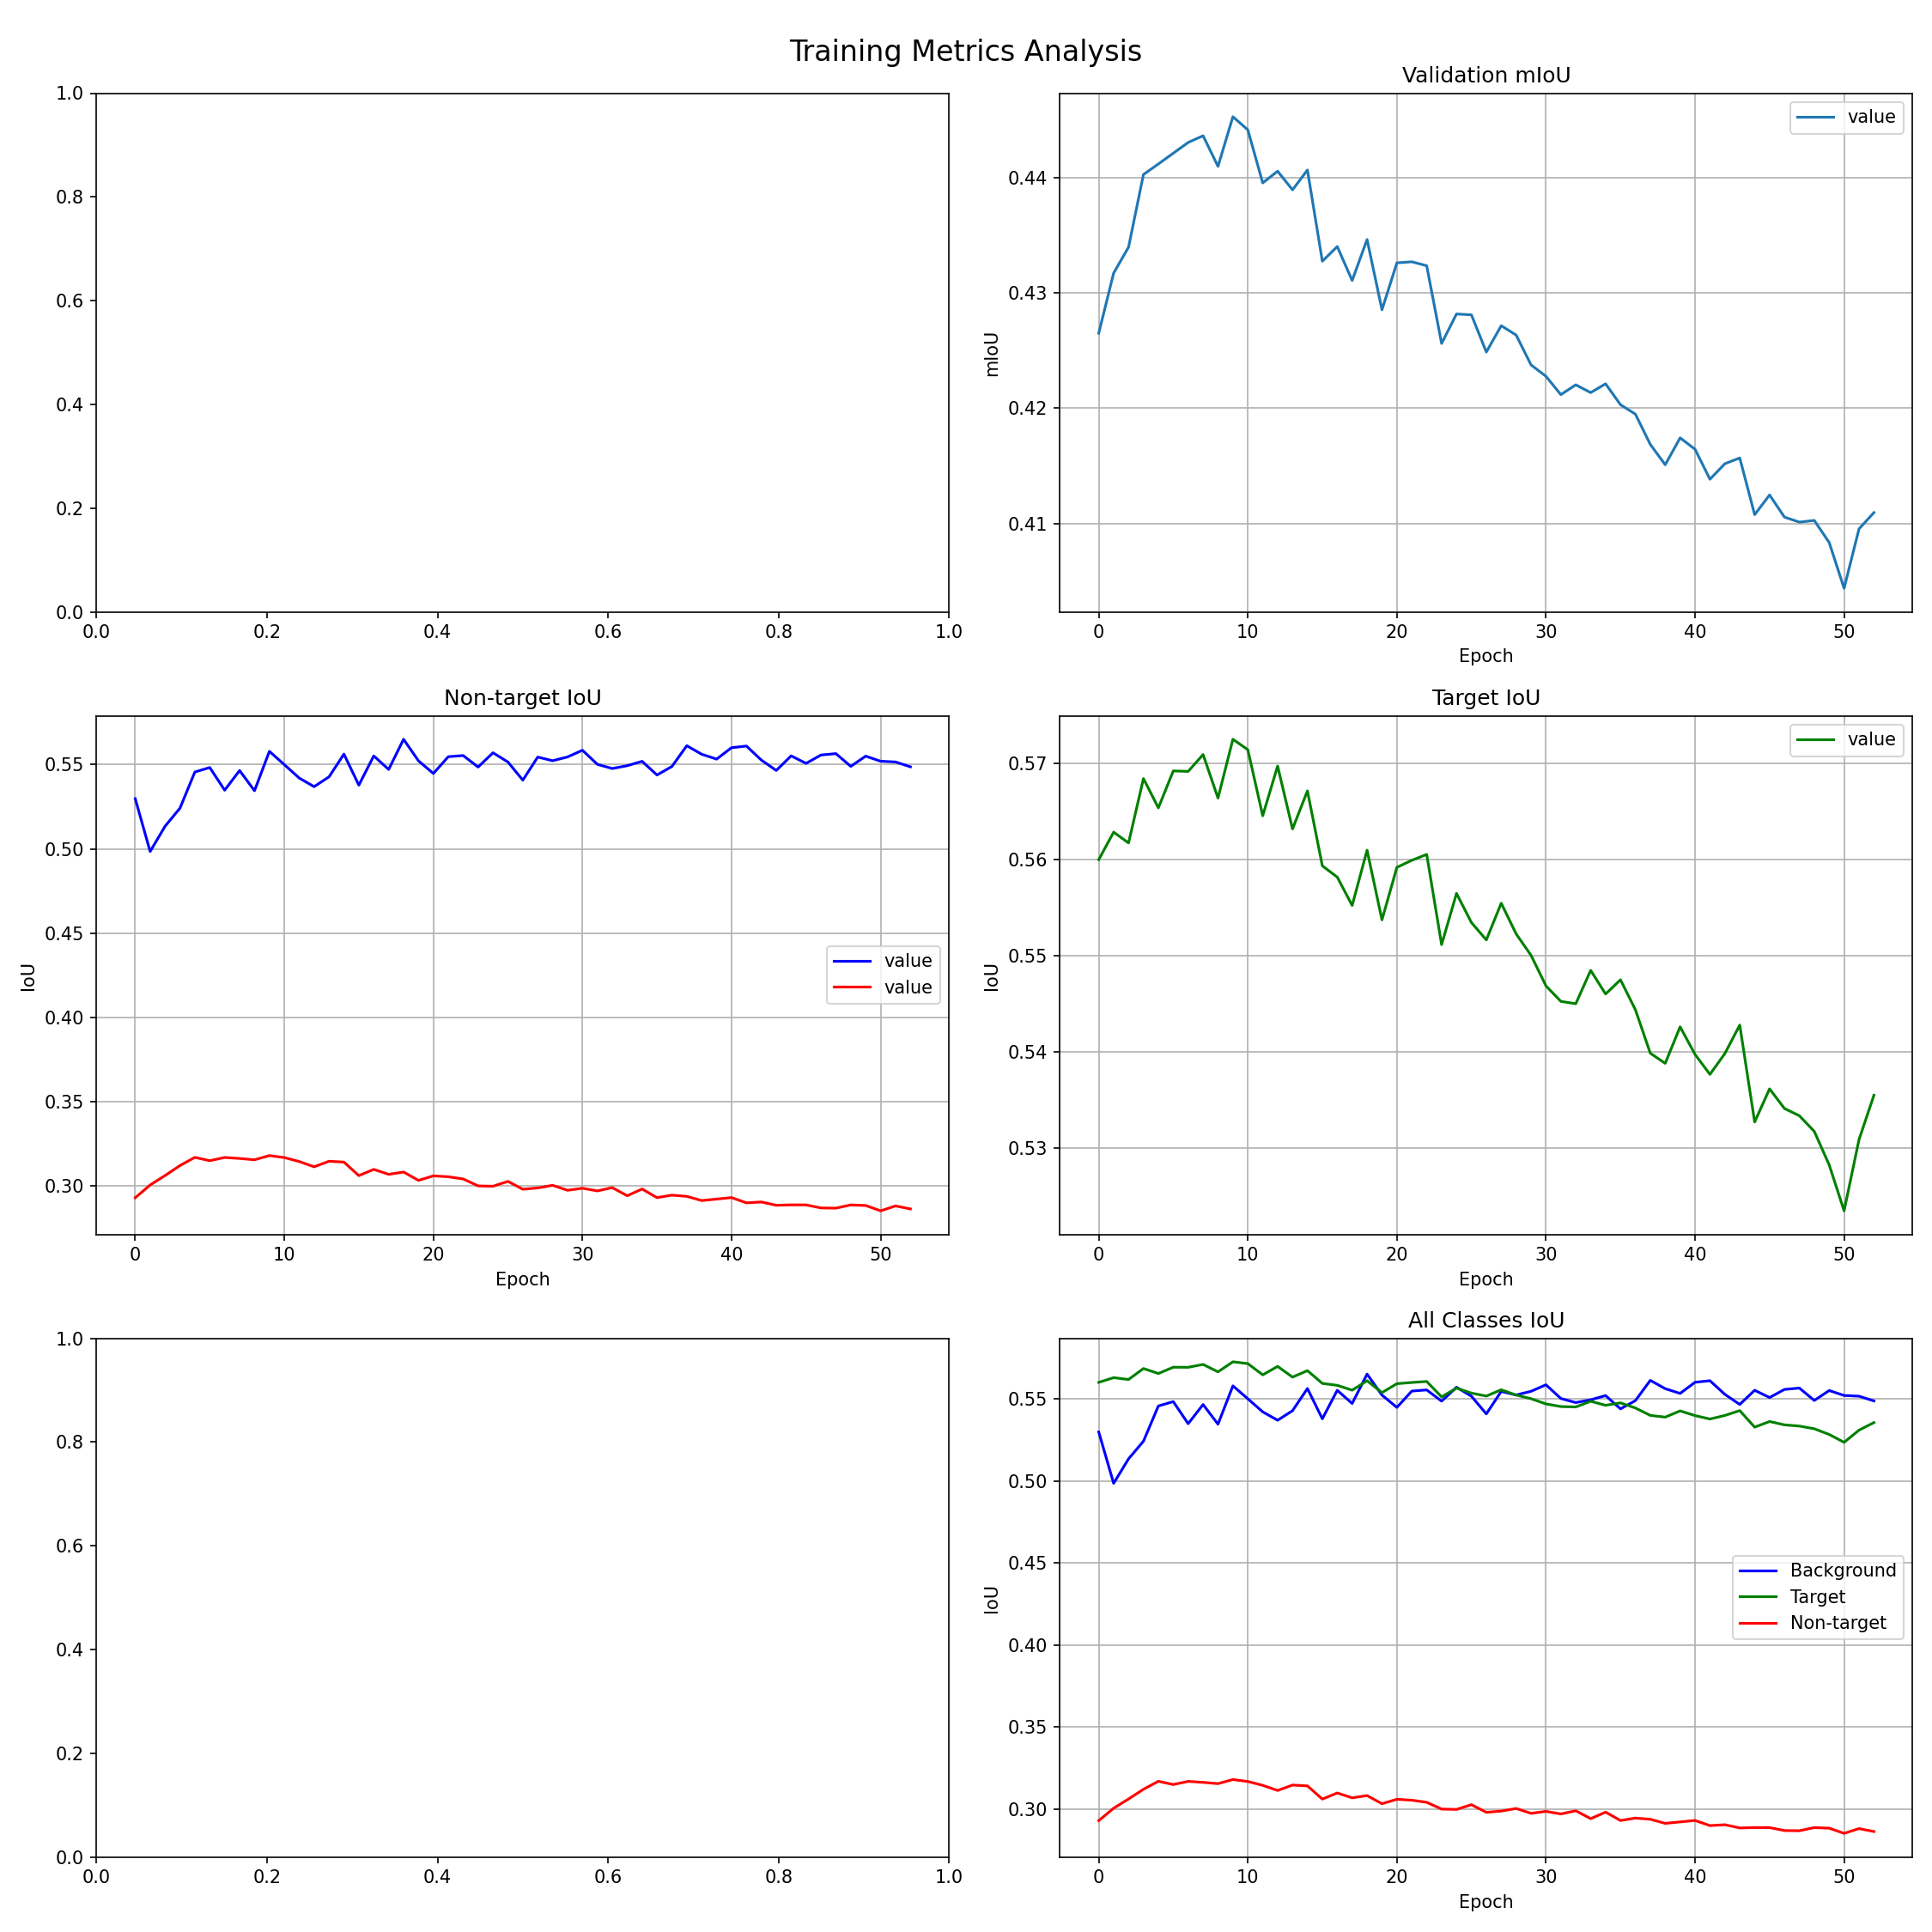 Training Metrics Analysis
1.0
0.8
0.6
0.4
0.2
0.0
0.0 0.2 0.4 0.6 0.8 1.0
Validation mIoU
value
mIoU
0.44
0.43
0.42
0.41
0 10 20 30 40 50
Epoch
Non-target IoU
IoU
0.55
0.50
0.45
0.40
0.35
0.30
value
value
0 10 20 30 40 50
Epoch
Target IoU
value
IoU
0.57
0.56
0.55
0.54
0.53
0 10 20 30 40 50
Epoch
1.0
0.8
0.6
0.4
0.2
0.0
0.0 0.2 0.4 0.6 0.8 1.0
All Classes IoU
IoU
0.55
0.50
0.45
0.40
0.35
0.30
Background
Target
Non-target
0 10 20 30 40 50
Epoch